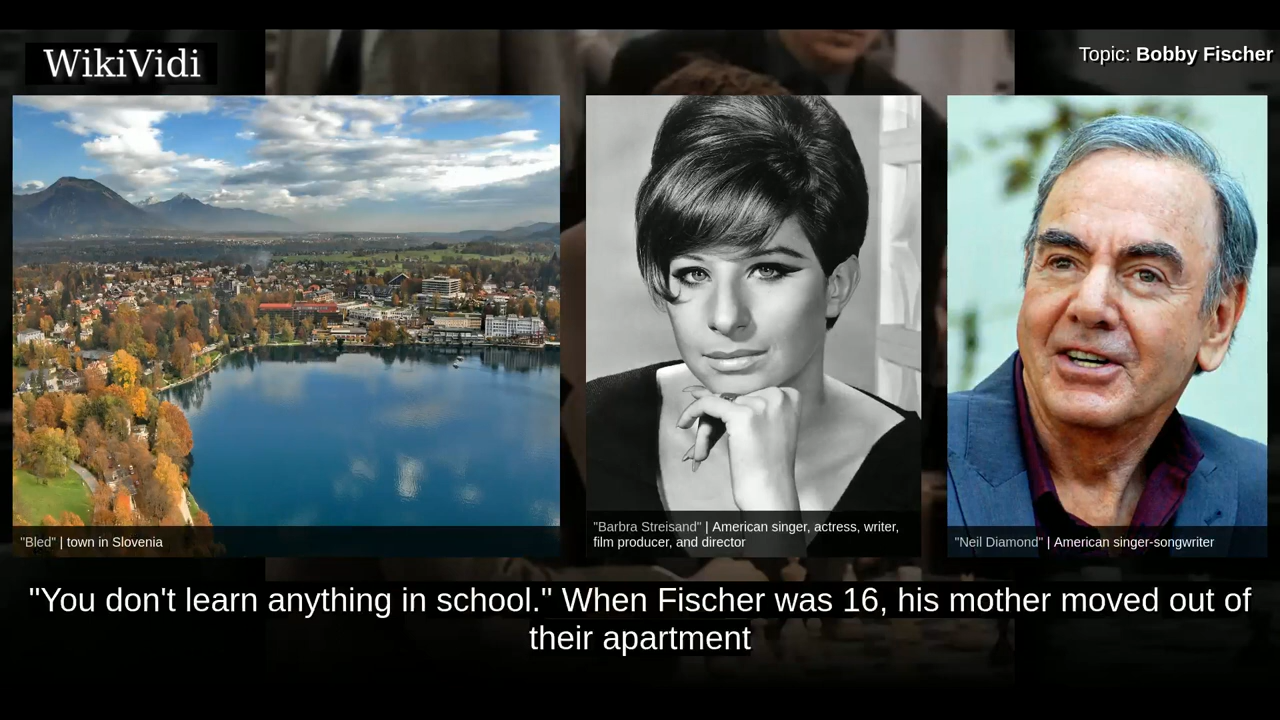 WikiVidi
Topic: Bobby Fischer
"Bled" | town in Slovenia
"Barbra Streisand" | American singer, actress, writer,
film producer, and director
"Neil Diamond" | American singer-songwriter
"You don't learn anything in school." When Fischer was 16, his mother moved out of
their apartment